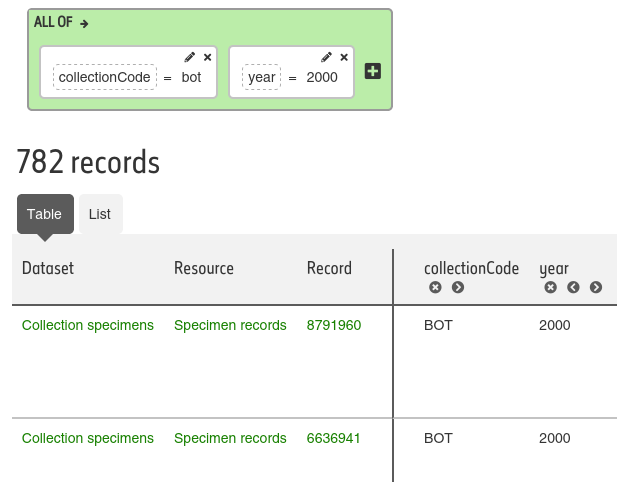 ALL OF
collectionCode = bot year = 2000
782 records
Table List
Dataset Resource Record collectionCode year
Collection specimens Specimen records 8791960 BOT 2000
Collection specimens Specimen records 6636941 BOT 2000